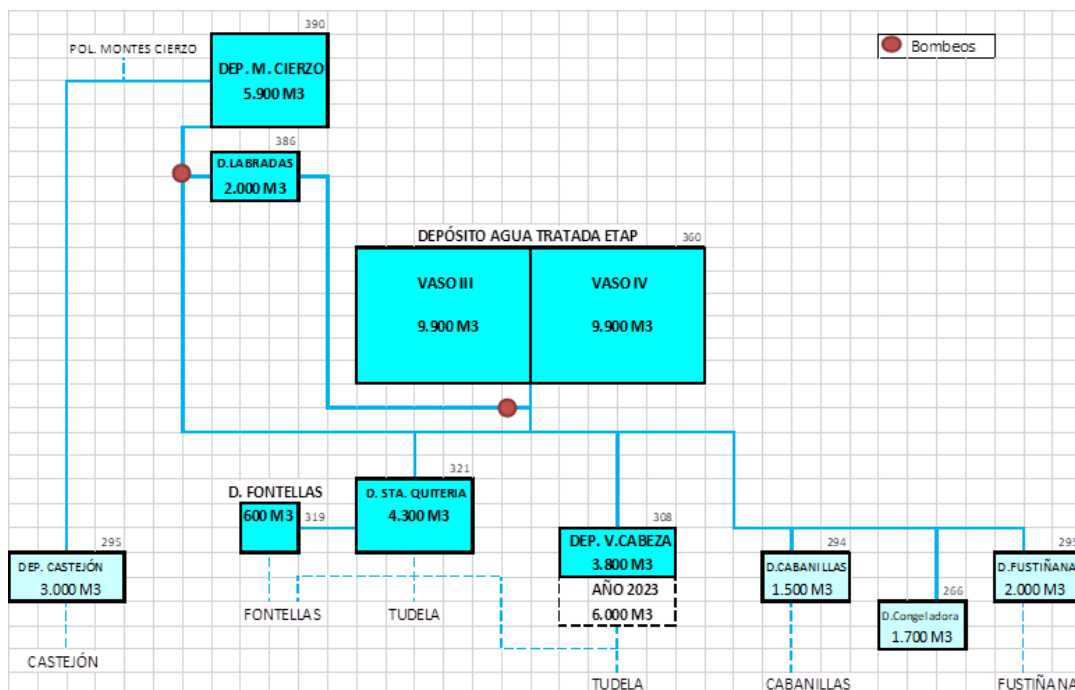 390
POL. MONTES CIERZO
Bombeos
DEP. M. CIERZO
5.900 M3
386
D.LABRADAS
2.000 M3
DEPÓSITO AGUA TRATADA ETAP
360
VASO III
VASO IV
9.900 M3
9.900 M3
321
D. FONTELLAS
D. STA. QUITERIA
600 M3
319
4.300 M3
308
DEP. V.CABEZA
3.800 M3
295
294
295
DEP. CASTEJÓN
3.000 M3
D.CABANILLAS
1.500 M3
D.FUSTIÑANA
2.000 M3
AÑO 2023
6.000 M3
266
D.Congeladora
1.700 M3
FONTELLAS
TUDELA
CASTEJÓN
TUDELA
CABANILLAS
FUSTIÑANA